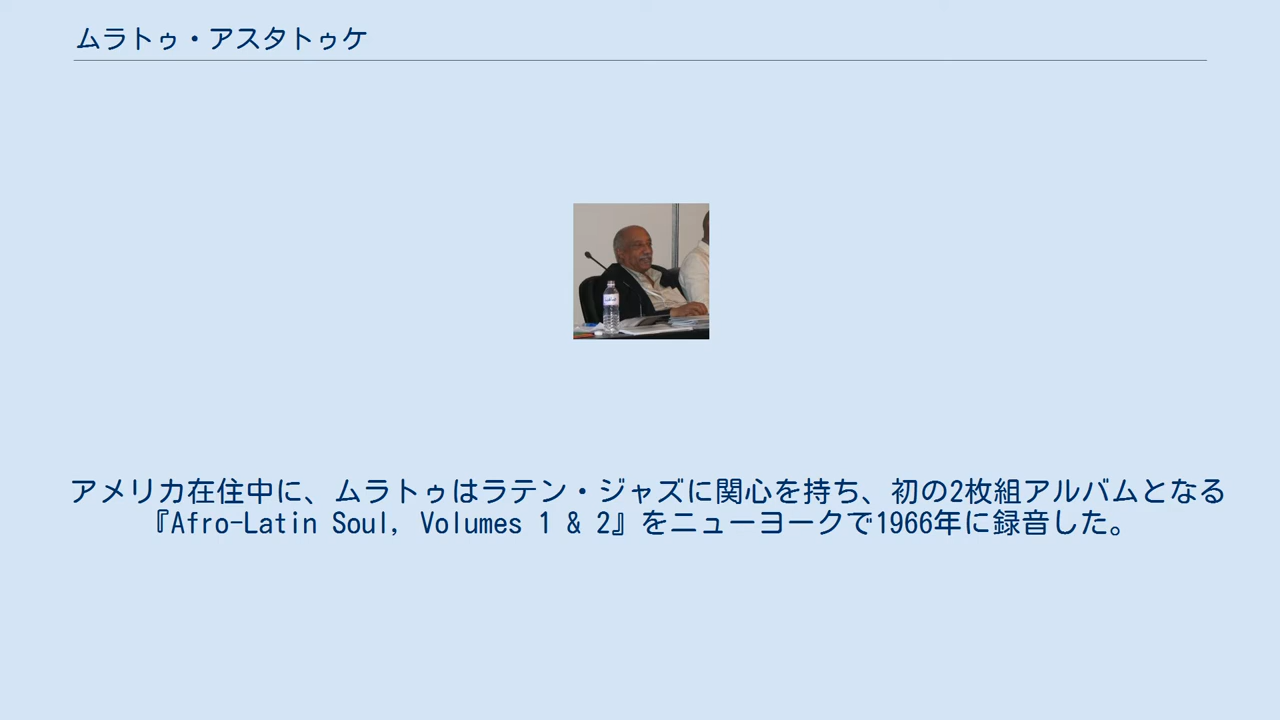 ムラトゥ・アスタトゥケ
アメリカ在住中に、ムラトゥはラテン・ジャズに関心を持ち、初の2枚組アルバムとなる
『Afro-Latin Soul, Volumes 1 & 2』をニューヨークで1966年に録音した。